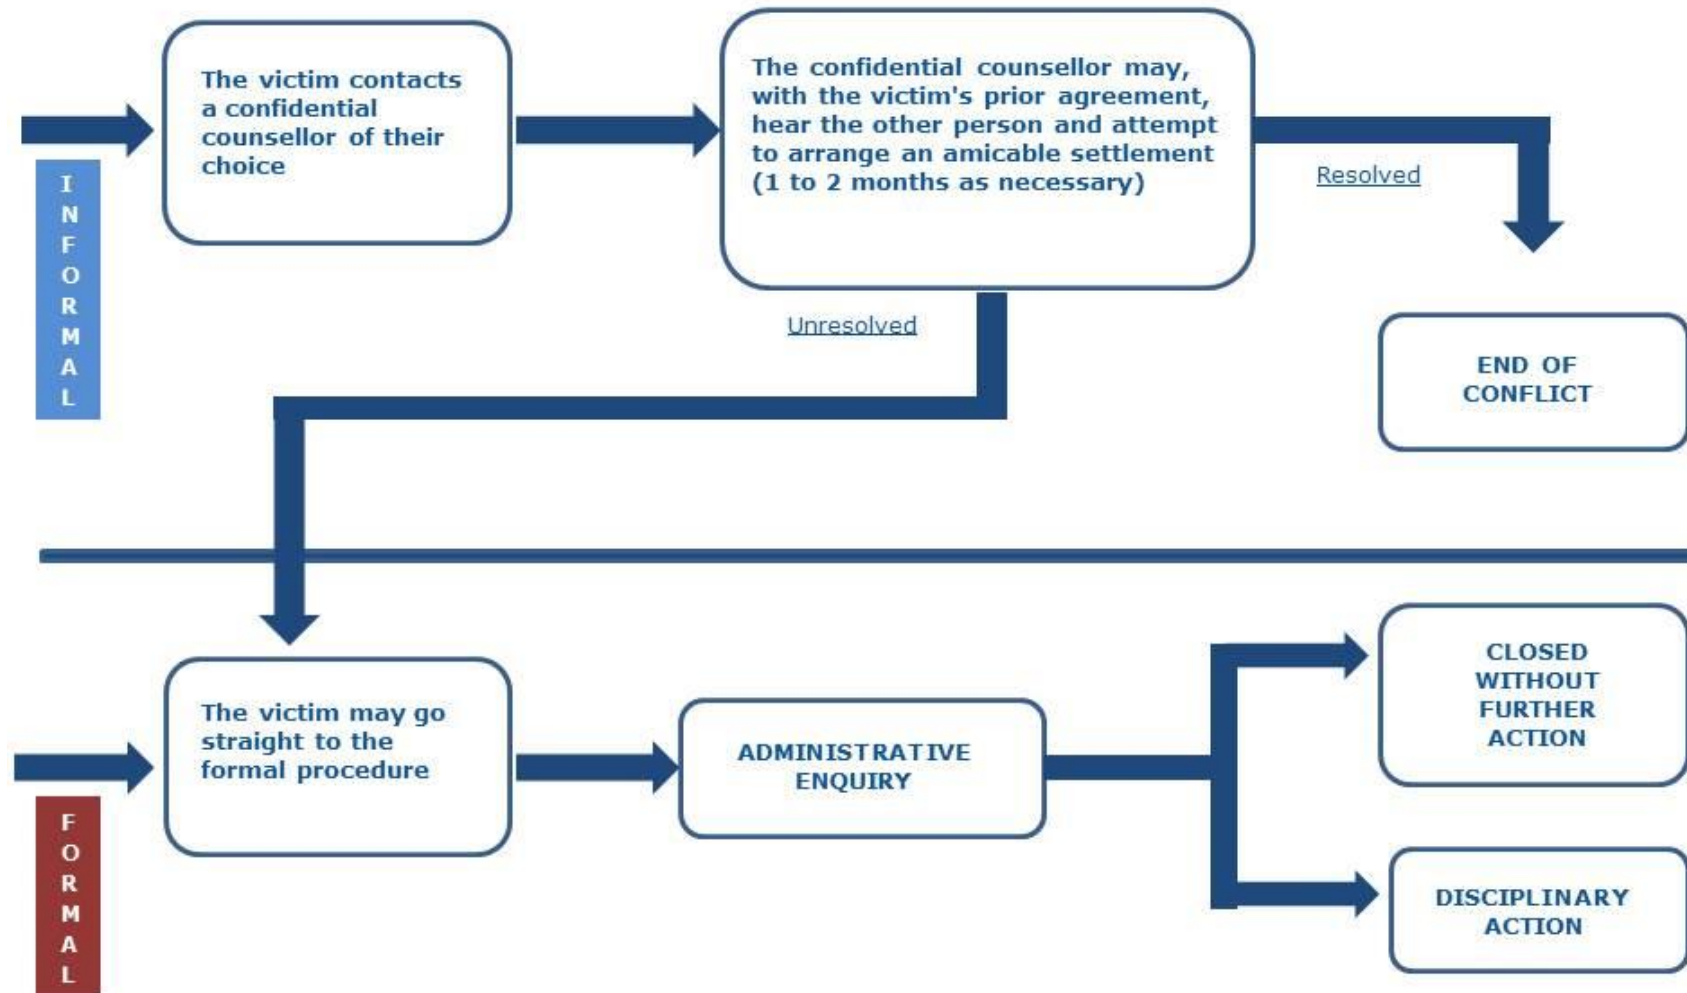 The victim contacts
a confidential
counsellor of their
choice
The confidential counsellor may,
with the victim's prior agreement,
hear the other person and attempt
to arrange an amicable settlement
(1 to 2 months as necessary)
Resolved
INFORMAL
Unresolved
END OF
CONFLICT
The victim may go
straight to the
formal procedure
ADMINISTRATIVE
ENQUIRY
CLOSED
WITHOUT
FURTHER
ACTION
FORMAL
DISCIPLINARY
ACTION